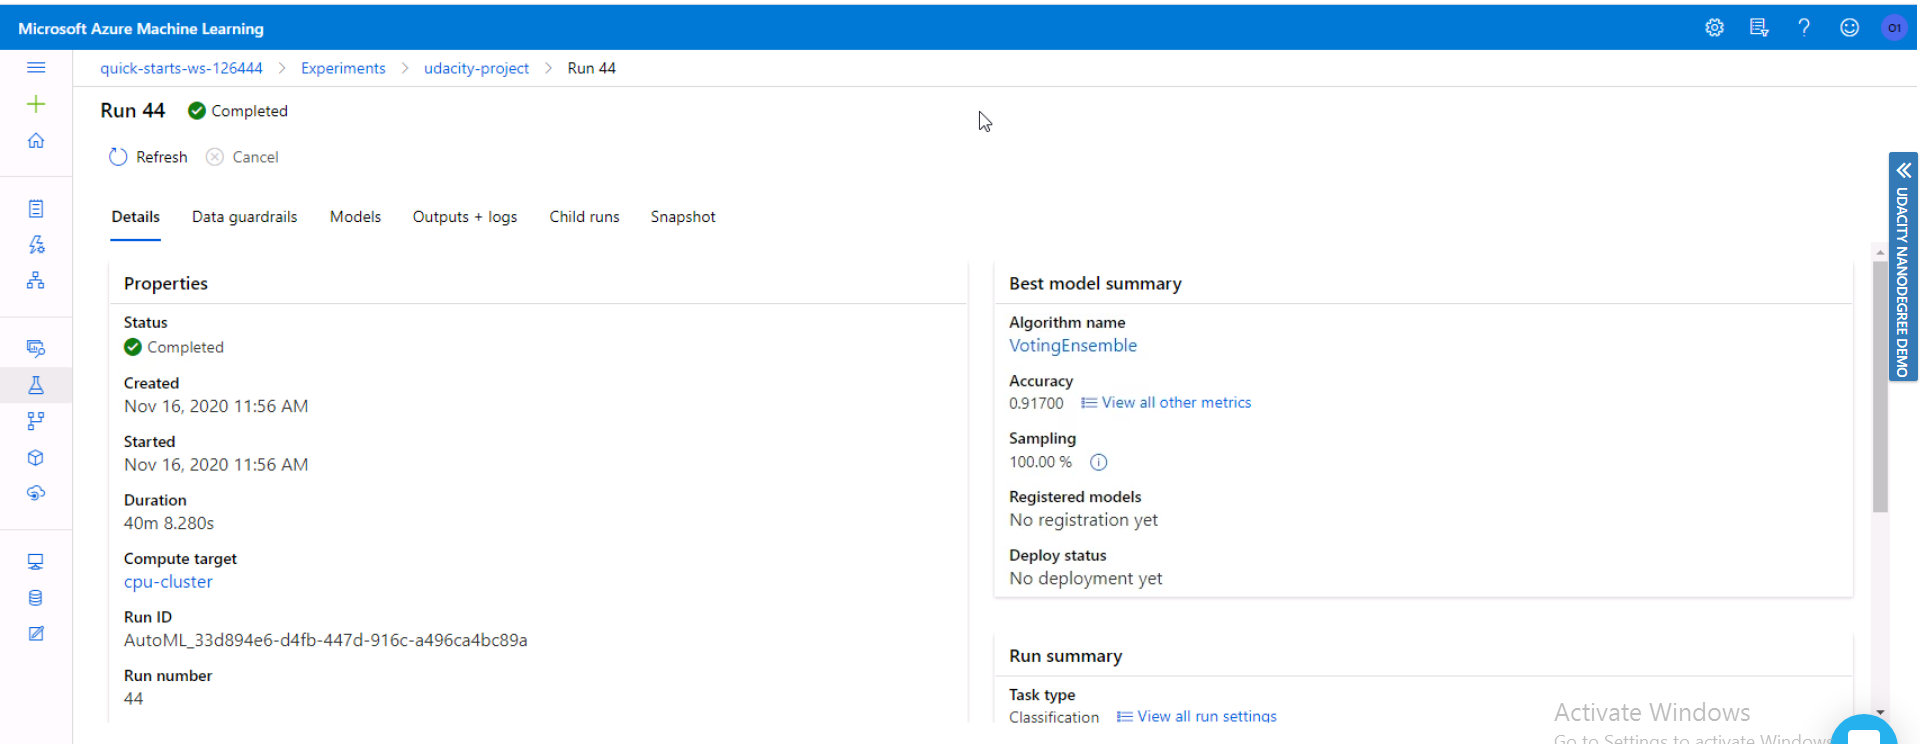 Microsoft Azure Machine Learning
O1
quick-starts-ws-126444 > Experiments > udacity-project > Run 44
Run 44 Completed
Refresh Cancel
Details Data guardrails Models Outputs + logs Child runs Snapshot
Properties
Status
Completed
Created
Nov 16, 2020 11:56 AM
Started
Nov 16, 2020 11:56 AM
Duration
40m 8.280s
Compute target
cpu-cluster
Run ID
AutoML_33d894e6-d4fb-447d-916c-a496ca4bc89a
Run number
44
Best model summary
Algorithm name
VotingEnsemble
Accuracy
0.91700 View all other metrics
Sampling
100.00 %
Registered models
No registration yet
Deploy status
No deployment yet
Run summary
Task type
Classification View all run settings
UDACITY NANODEGREE DEMO
Activate Windows
Go to Settings to activate Windows